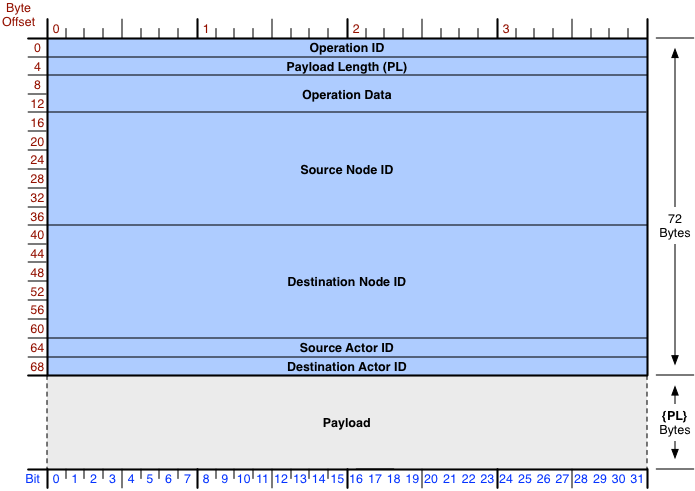 Byte
Offset
0 1 2 3
0 Operation ID
4 Payload Length (PL)
8
Operation Data
12
16
20
24
Source Node ID
28
32
36
72
Bytes
40
44
48
Destination Node ID
52
56
60
64 Source Actor ID
68 Destination Actor ID
Payload
{PL}
Bytes
Bit 0 1 2 3 4 5 6 7 8 9 10 11 12 13 14 15 16 17 18 19 20 21 22 23 24 25 26 27 28 29 30 31